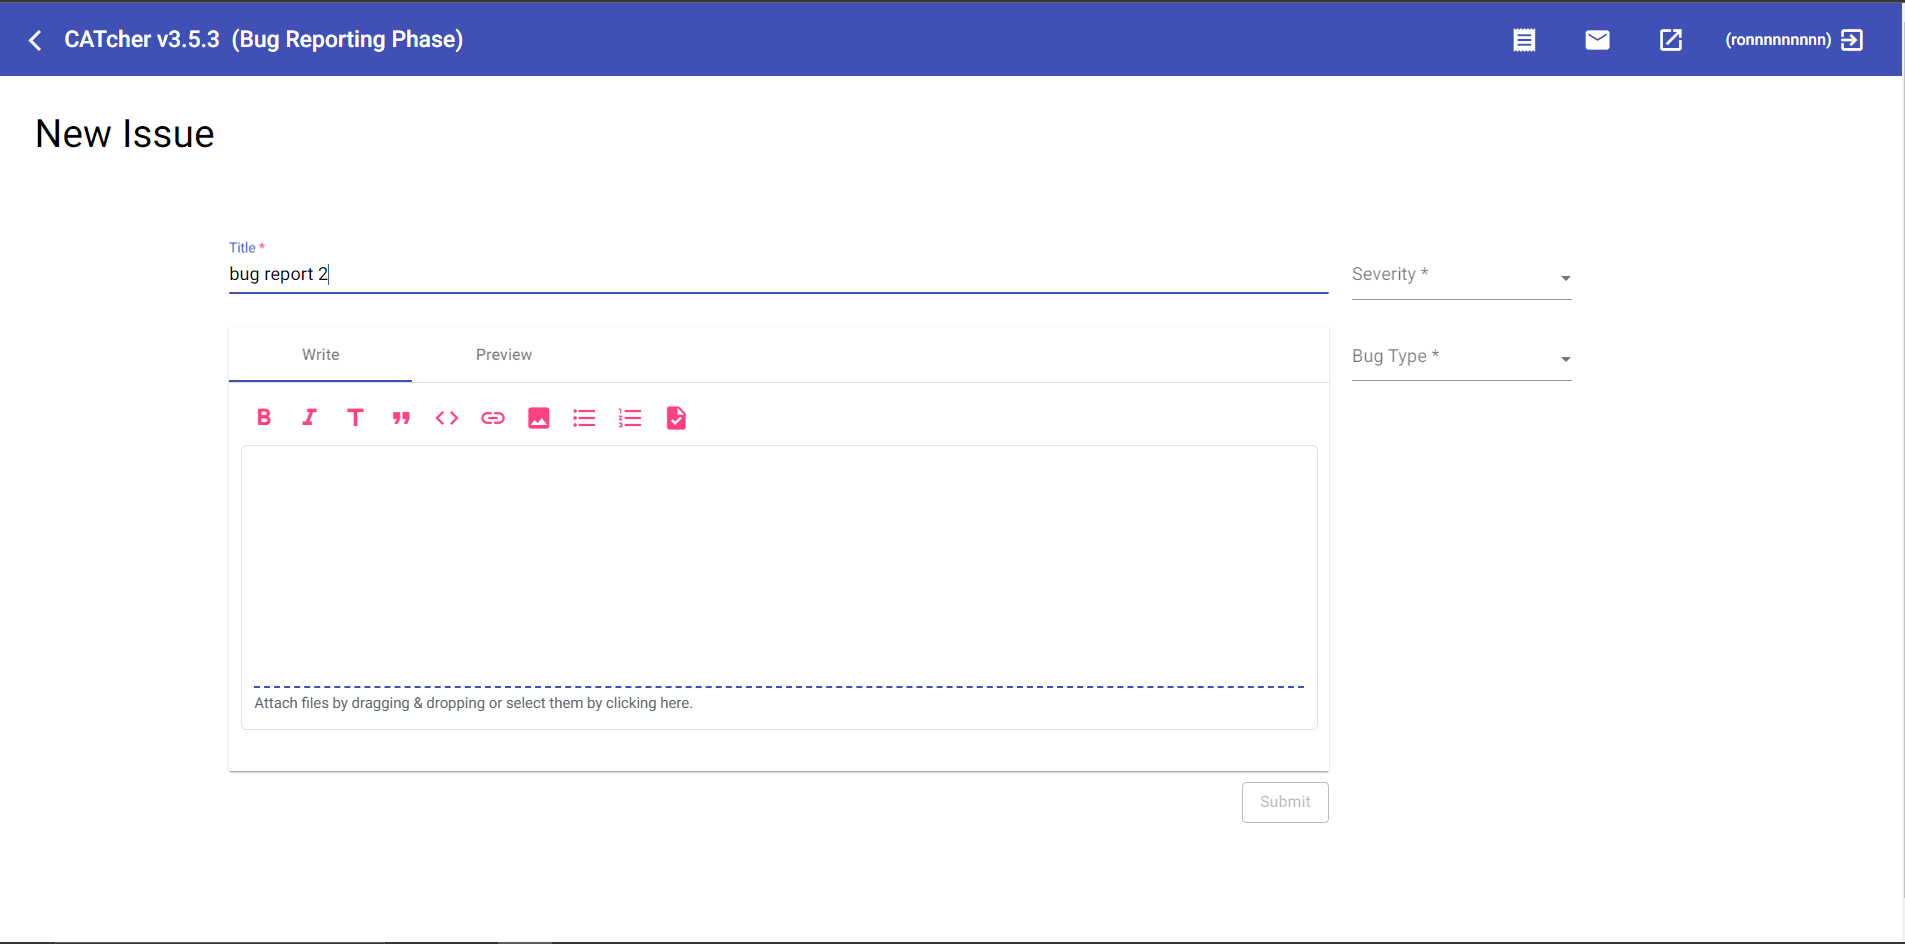 CATcher v3.5.3 (Bug Reporting Phase)
(ronnnnnnnnn)
New Issue
Title *
bug report 2
Severity *
Write
Preview
Bug Type *
Attach files by dragging & dropping or select them by clicking here.
Submit